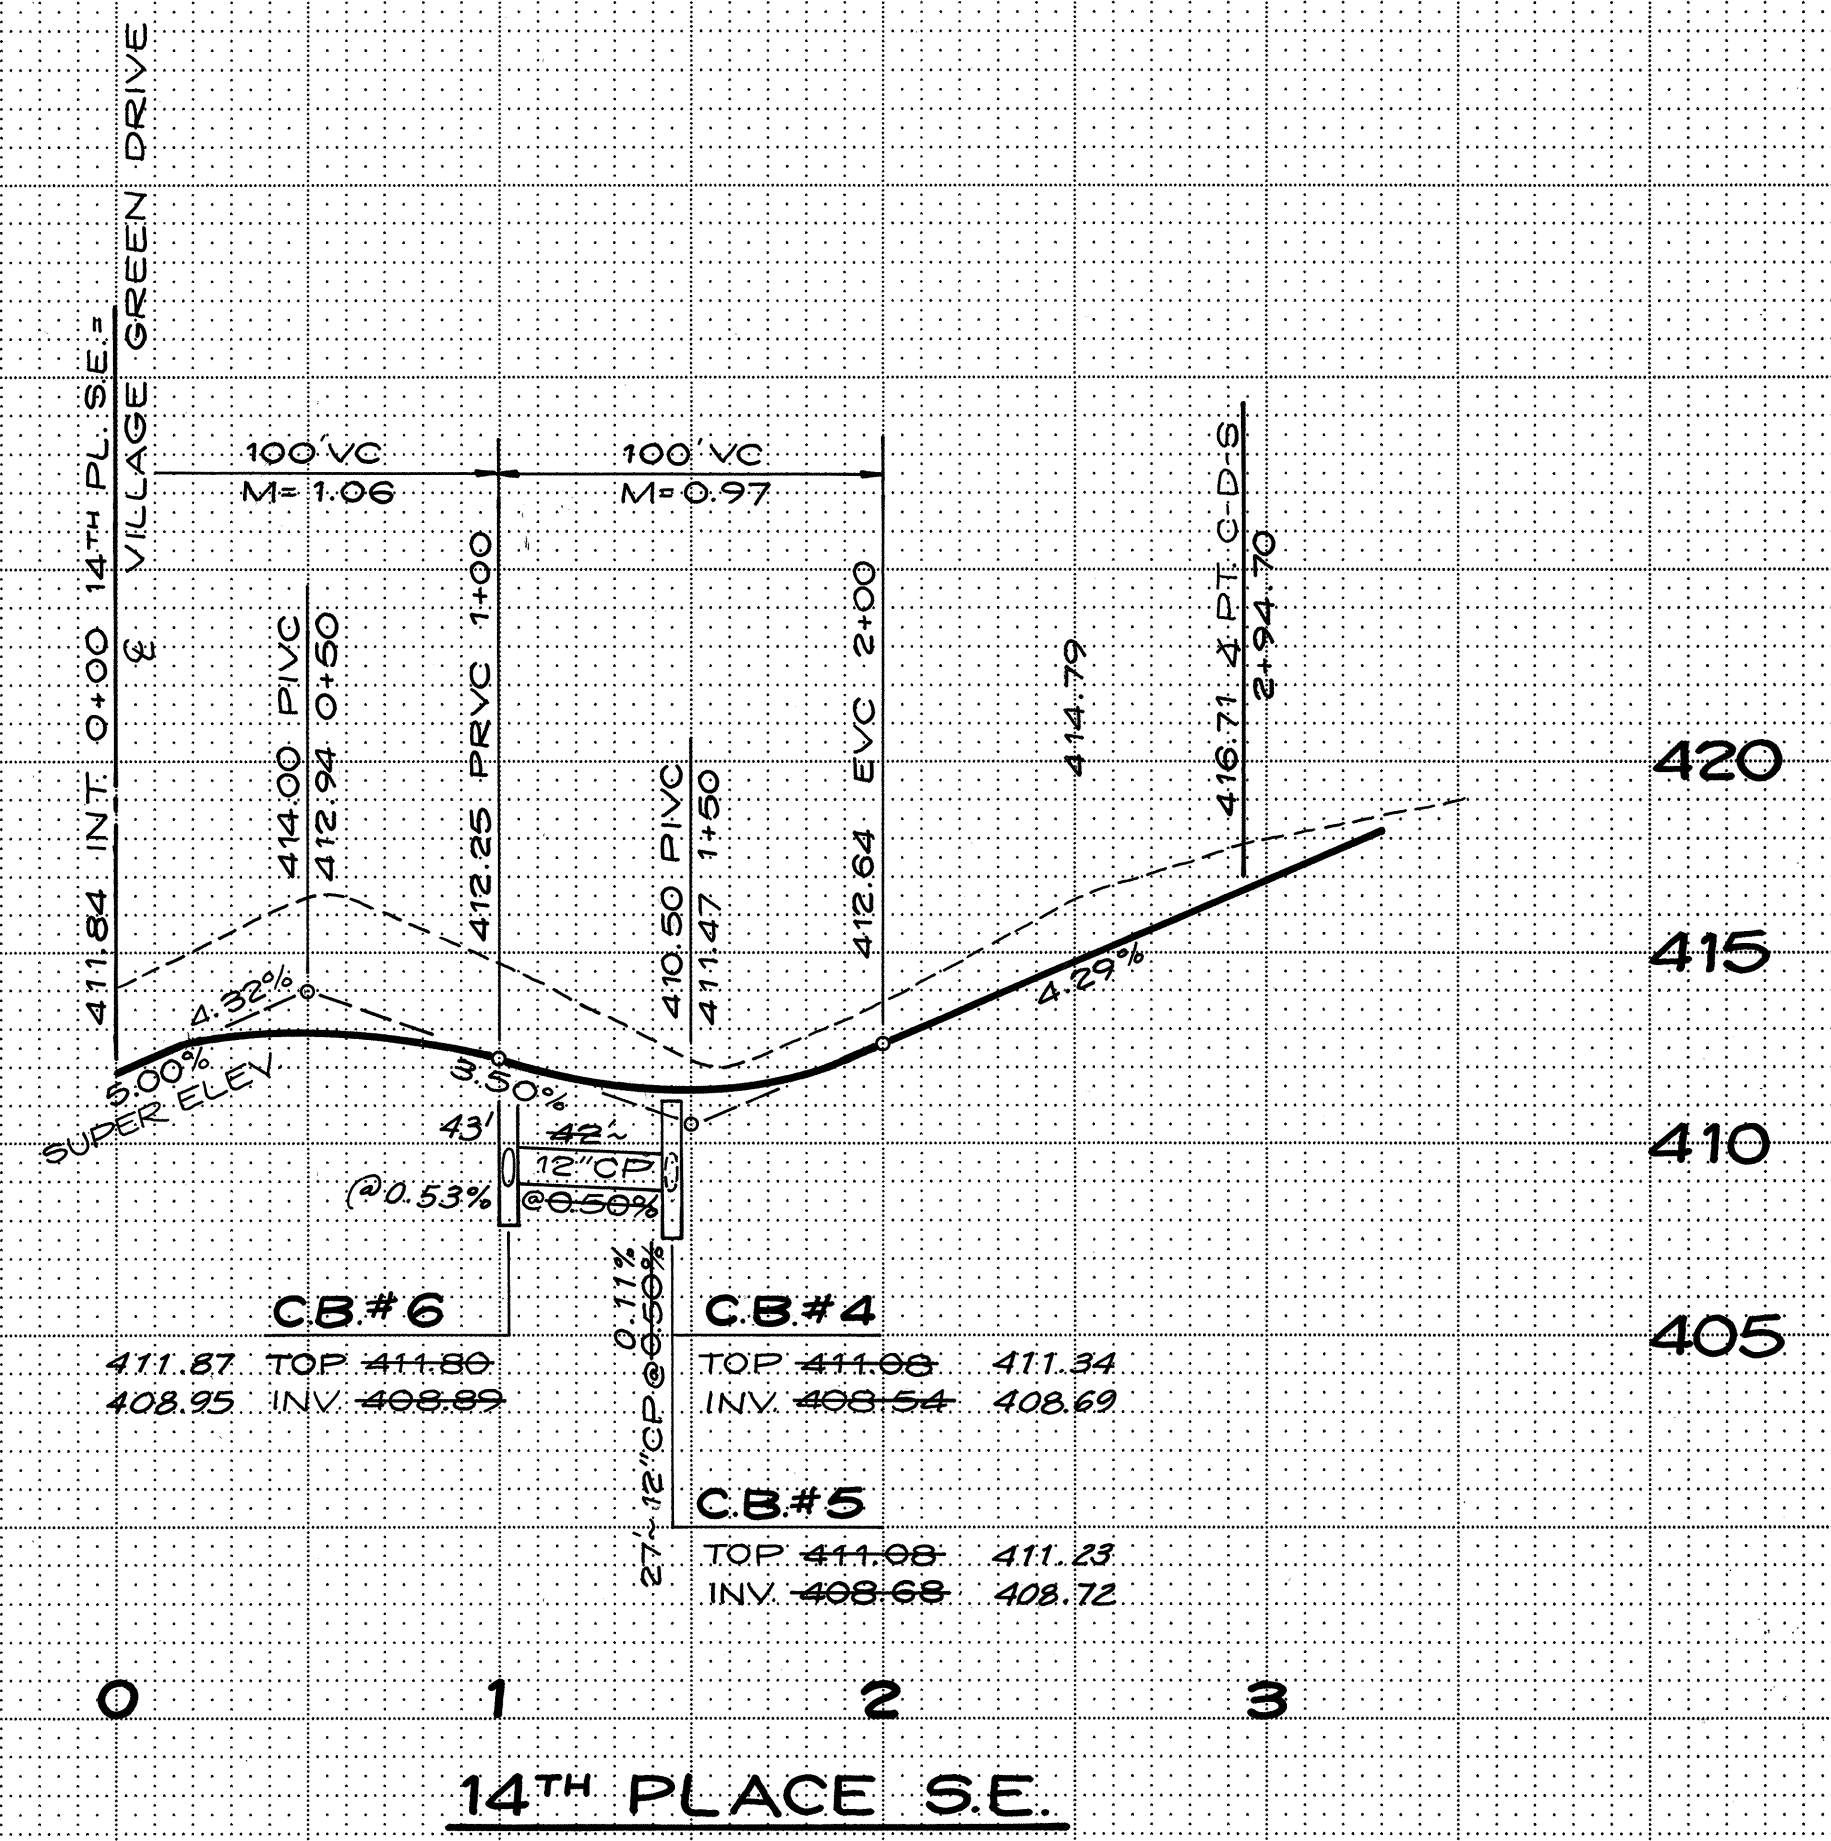 411.84 INT. 0+00 14TH PL. S.E. =
℄ VILLAGE GREEN DRIVE
100' VC
M= 1.06
100' VC
M= 0.97
414.00 PIVC
412.94 0+50
412.25 PRVC 1+00
410.50 PIVC
411.47 1+50
412.64 EVC 2+00
414.79
416.71 ∡ PT. C-D-S
2+94.70
420
415
410
405
4.32%
5.00%
SUPER ELEV.
3.50%
4.29%
43' 42'~
12"CP
@0.53% @0.50%
0.11%
27'~12"CP@0.50%
C.B.#6
411.87 TOP 411.80
408.95 INV. 408.89
C.B.#4
TOP 411.08 411.34
INV. 408.54 408.69
C.B.#5
TOP 411.08 411.23
INV. 408.68 408.72
0 1 2 3
14TH PLACE S.E.